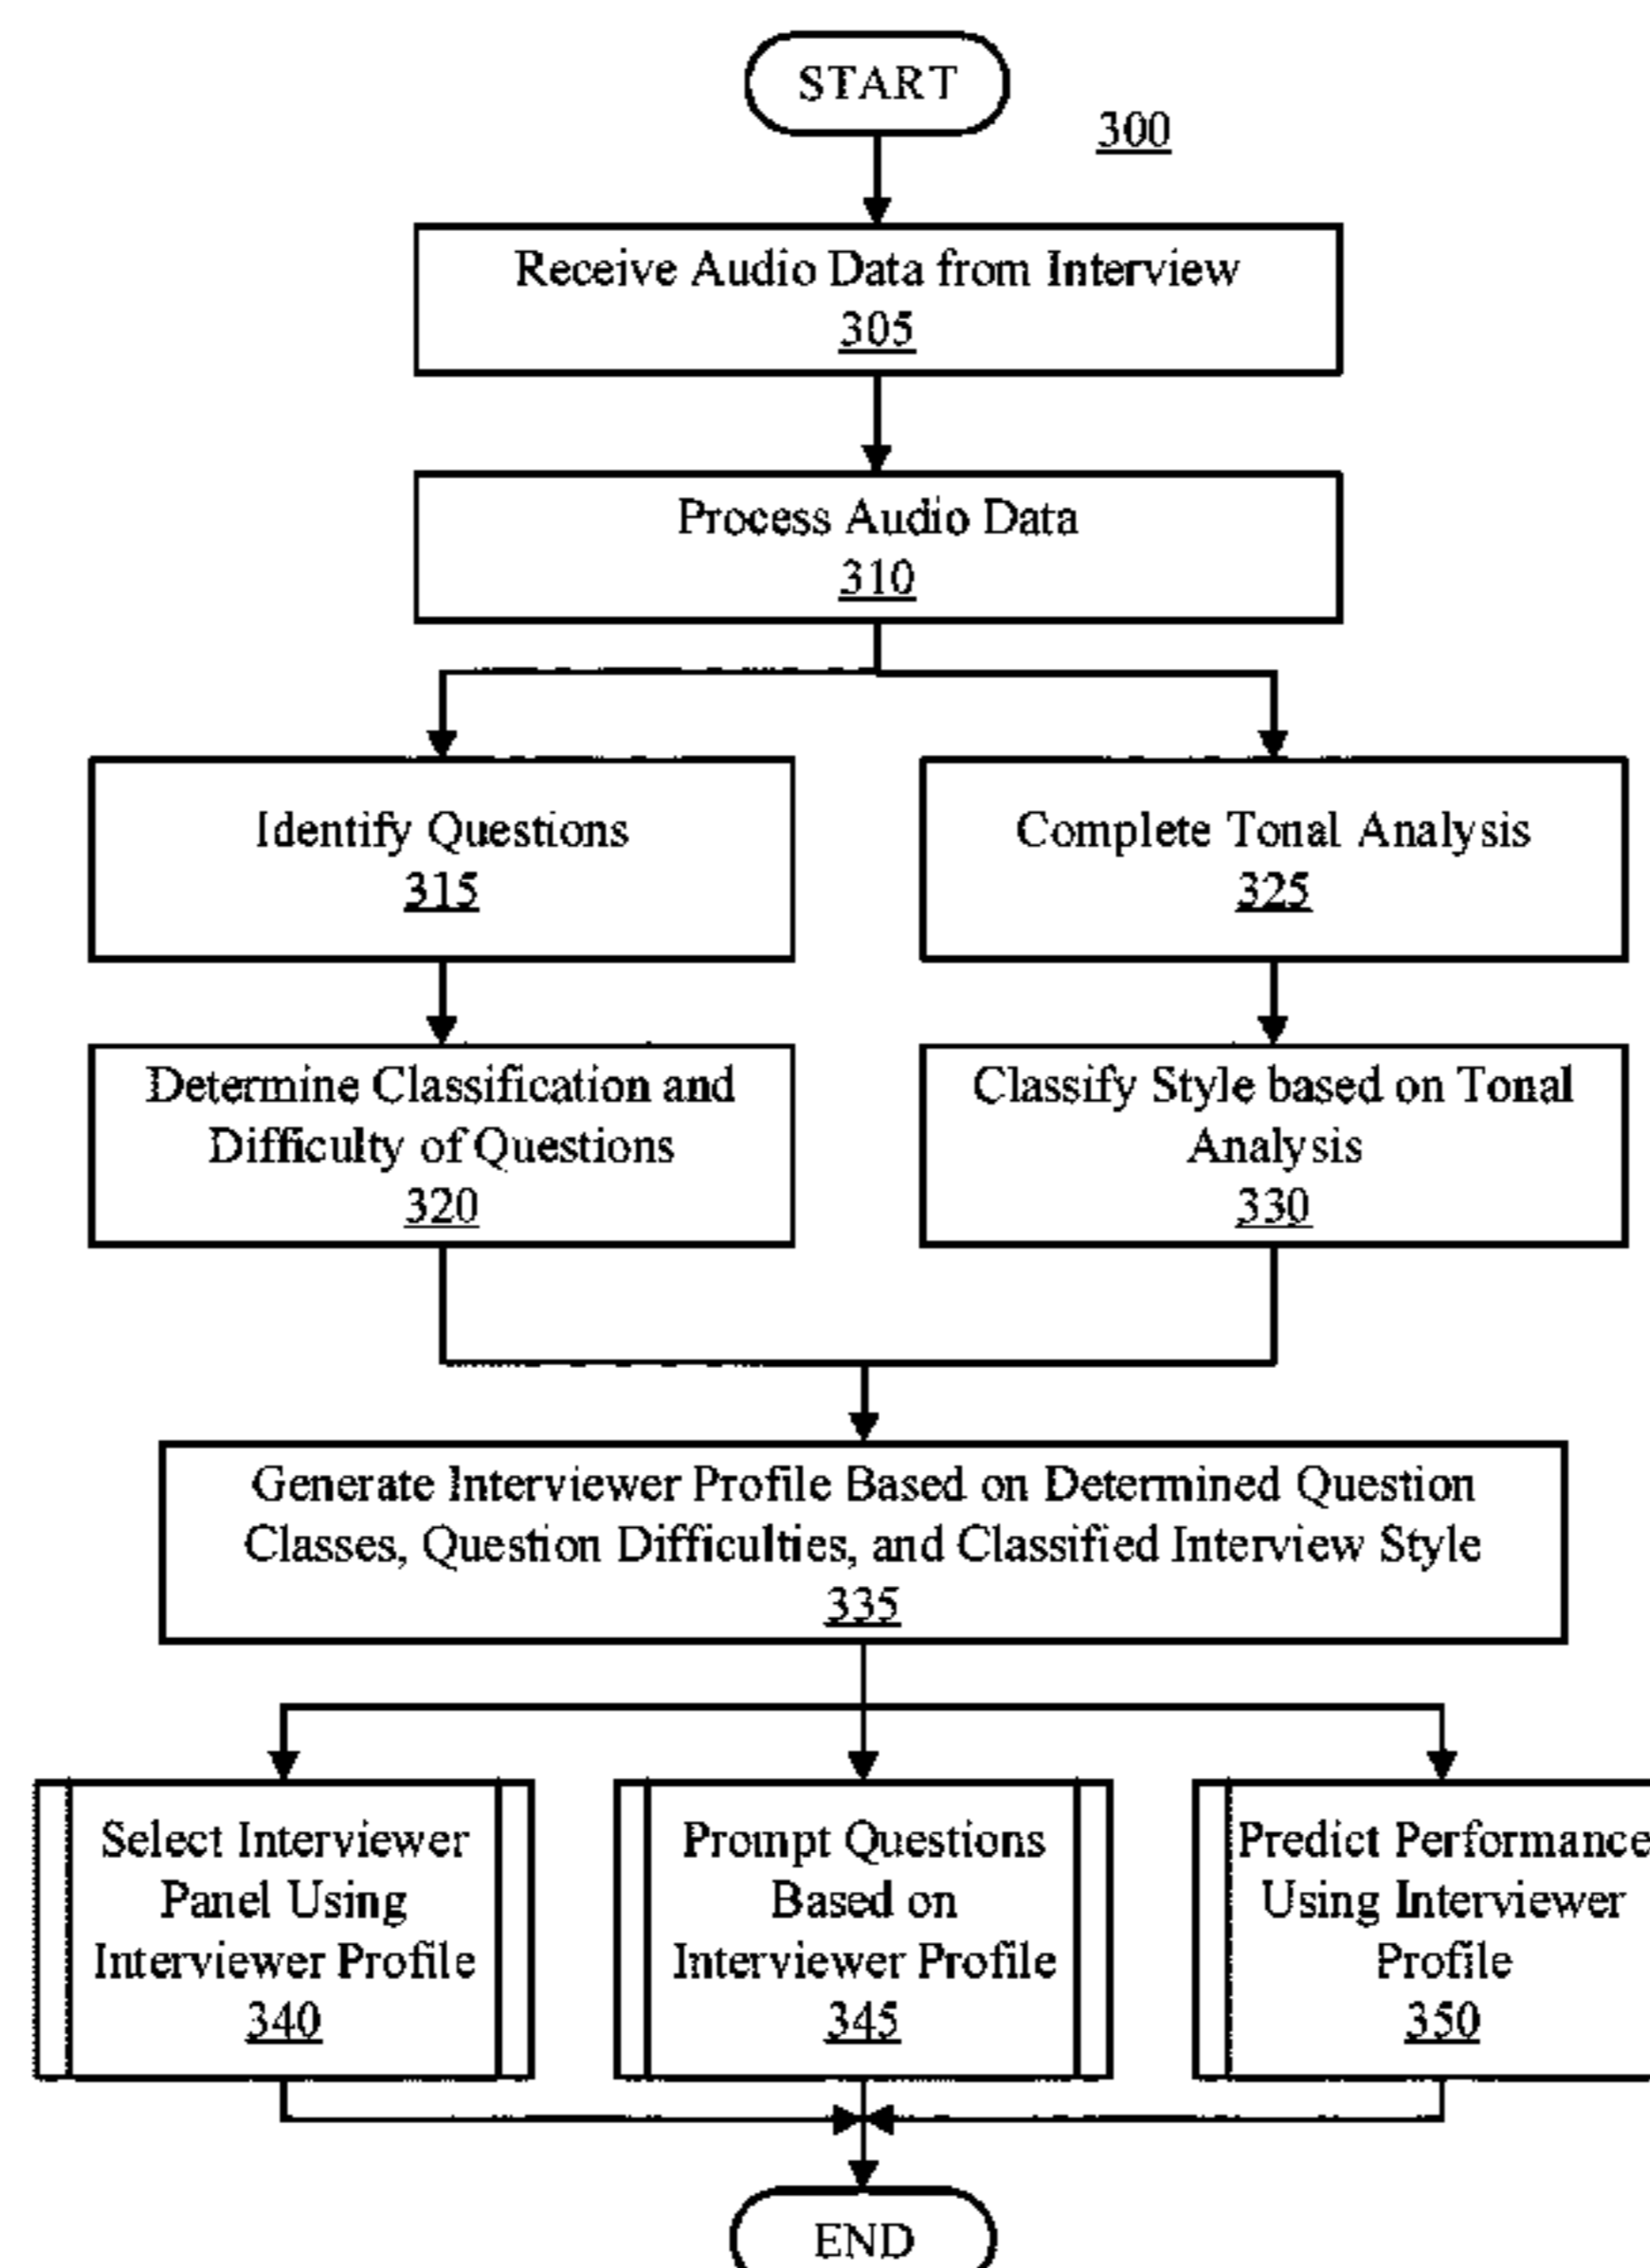 START
300
Receive Audio Data from Interview
305
Process Audio Data
310
Identify Questions
315
Complete Tonal Analysis
325
Determine Classification and
Difficulty of Questions
320
Classify Style based on Tonal
Analysis
330
Generate Interviewer Profile Based on Determined Question
Classes, Question Difficulties, and Classified Interview Style
335
Select Interviewer
Panel Using
Interviewer Profile
340
Prompt Questions
Based on
Interviewer Profile
345
Predict Performance
Using Interviewer
Profile
350
END